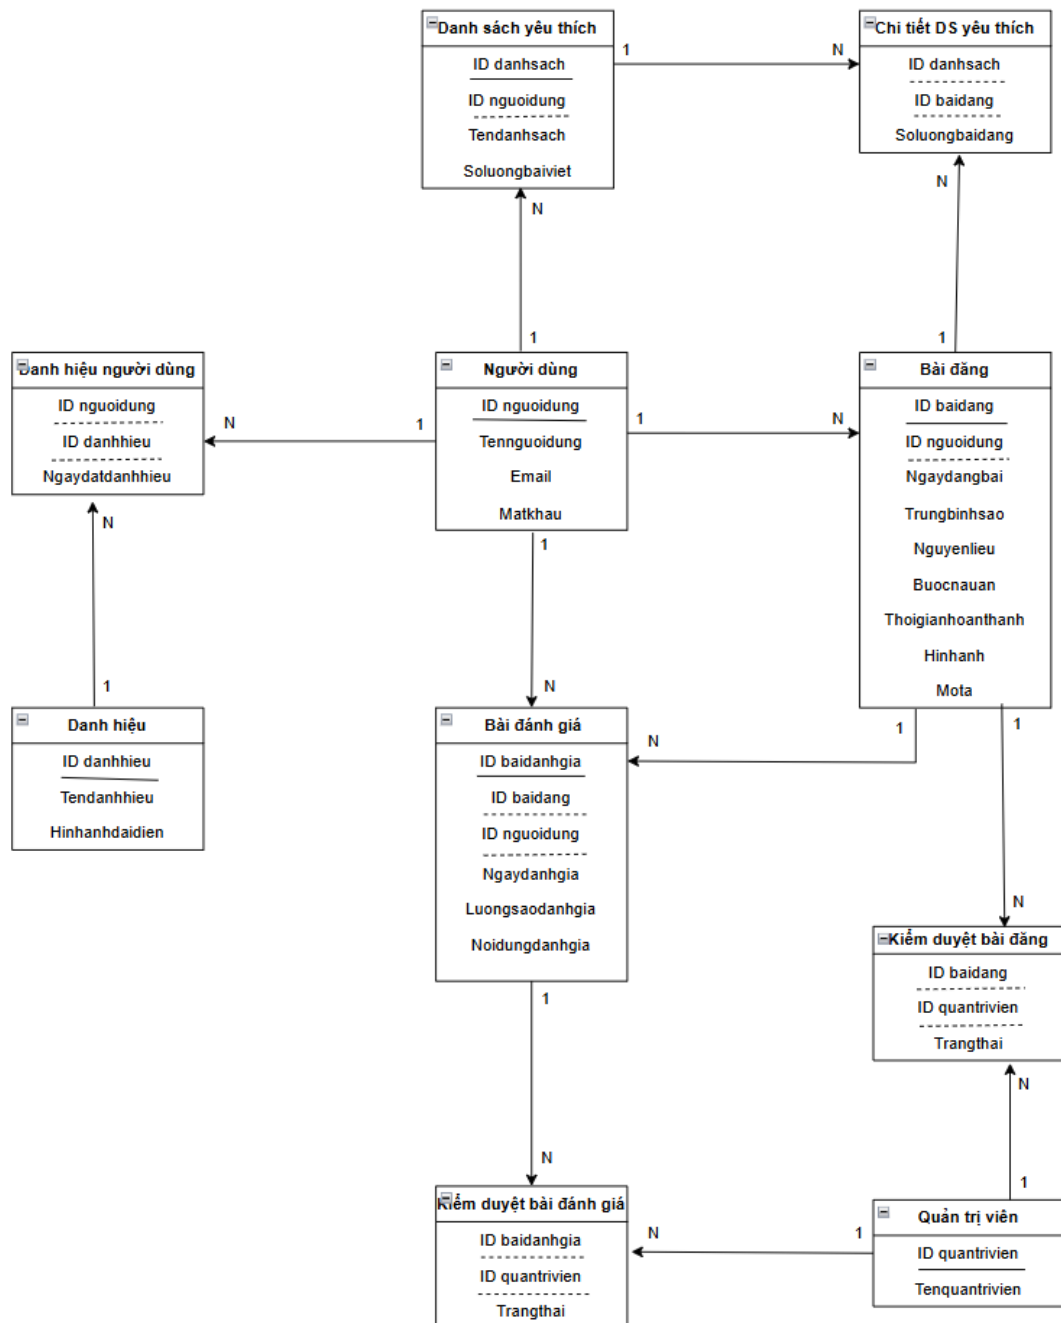 Danh sách yêu thích
ID danhsach
ID nguoidung
Tendanhsach
Soluongbaiviet
1
N
Chi tiết DS yêu thích
ID danhsach
ID baidang
Soluongbaidang
N
N
1
1
Danh hiệu người dùng
ID nguoidung
ID danhhieu
Ngaydatdanhhieu
N
1
Người dùng
ID nguoidung
Tennguoidung
Email
Matkhau
1
N
Bài đăng
ID baidang
ID nguoidung
Ngaydangbai
Trungbinhsao
Nguyenlieu
Buocnauan
Thoigianhoanthanh
Hinhanh
Mota
N
1
1
N
Danh hiệu
ID danhhieu
Tendanhhieu
Hinhanhdaidien
Bài đánh giá
ID baidanhgia
ID baidang
ID nguoidung
Ngaydanhgia
Luongsaodanhgia
Noidungdanhgia
N
1
1
N
Kiểm duyệt bài đăng
ID baidang
ID quantrivien
Trangthai
1
N
N
1
Kiểm duyệt bài đánh giá
ID baidanhgia
ID quantrivien
Trangthai
N
1
Quản trị viên
ID quantrivien
Tenquantrivien